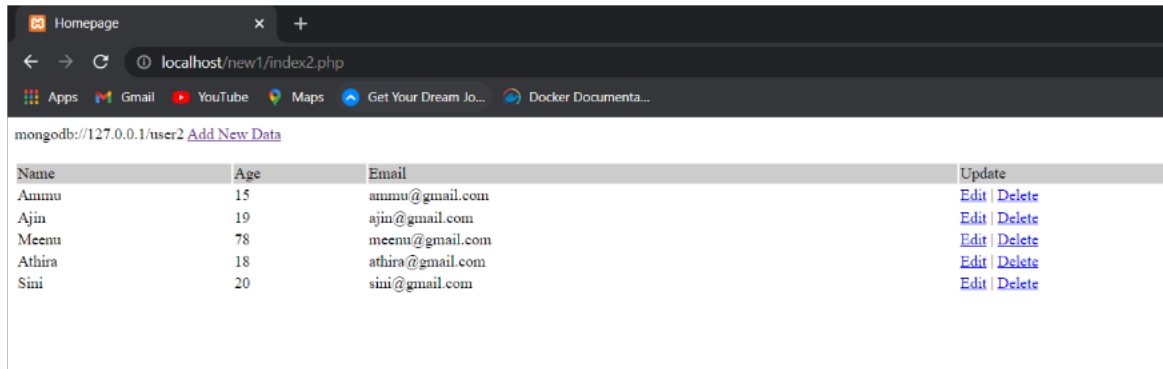 Homepage
localhost/new1/index2.php
Apps Gmail YouTube Maps Get Your Dream Jo... Docker Documenta...
mongodb://127.0.0.1/user2 Add New Data
Name Age Email Update
Ammu 15 ammu@gmail.com Edit | Delete
Ajin 19 ajin@gmail.com Edit | Delete
Meenu 78 meenu@gmail.com Edit | Delete
Athira 18 athira@gmail.com Edit | Delete
Sini 20 sini@gmail.com Edit | Delete